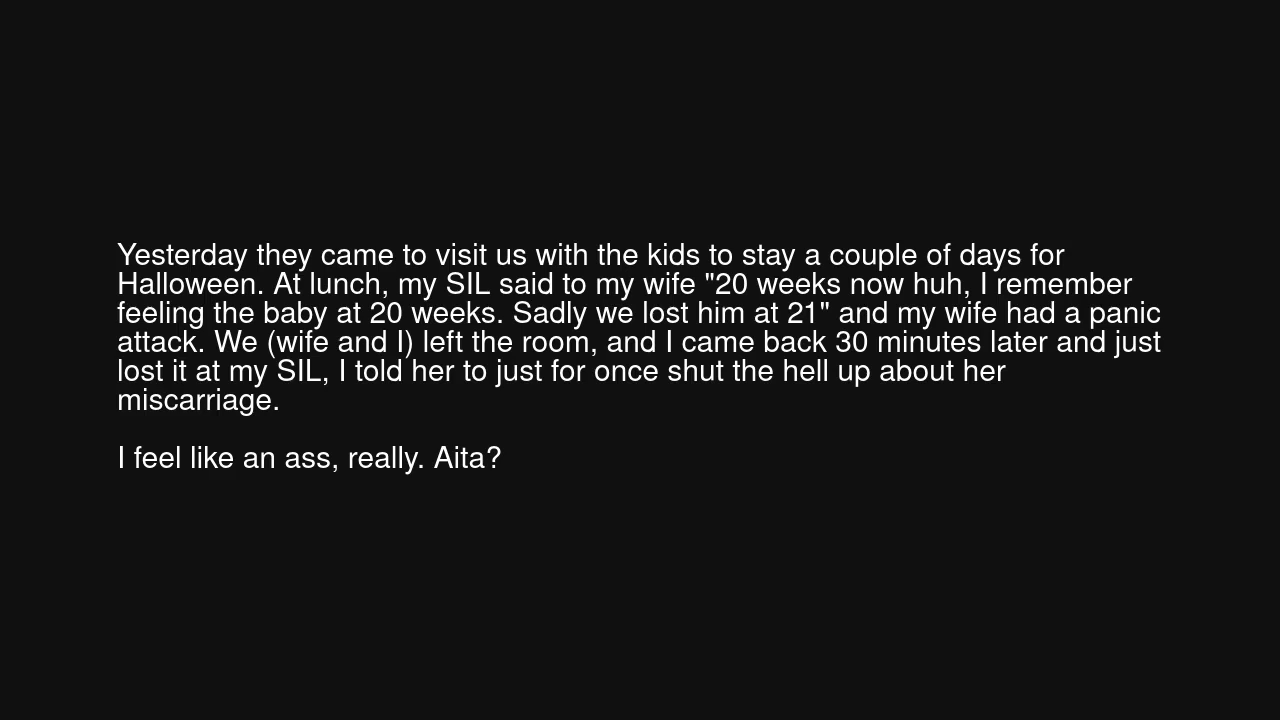 Yesterday they came to visit us with the kids to stay a couple of days for
Halloween. At lunch, my SIL said to my wife "20 weeks now huh, I remember
feeling the baby at 20 weeks. Sadly we lost him at 21" and my wife had a panic
attack. We (wife and I) left the room, and I came back 30 minutes later and just
lost it at my SIL, I told her to just for once shut the hell up about her
miscarriage.
I feel like an ass, really. Aita?